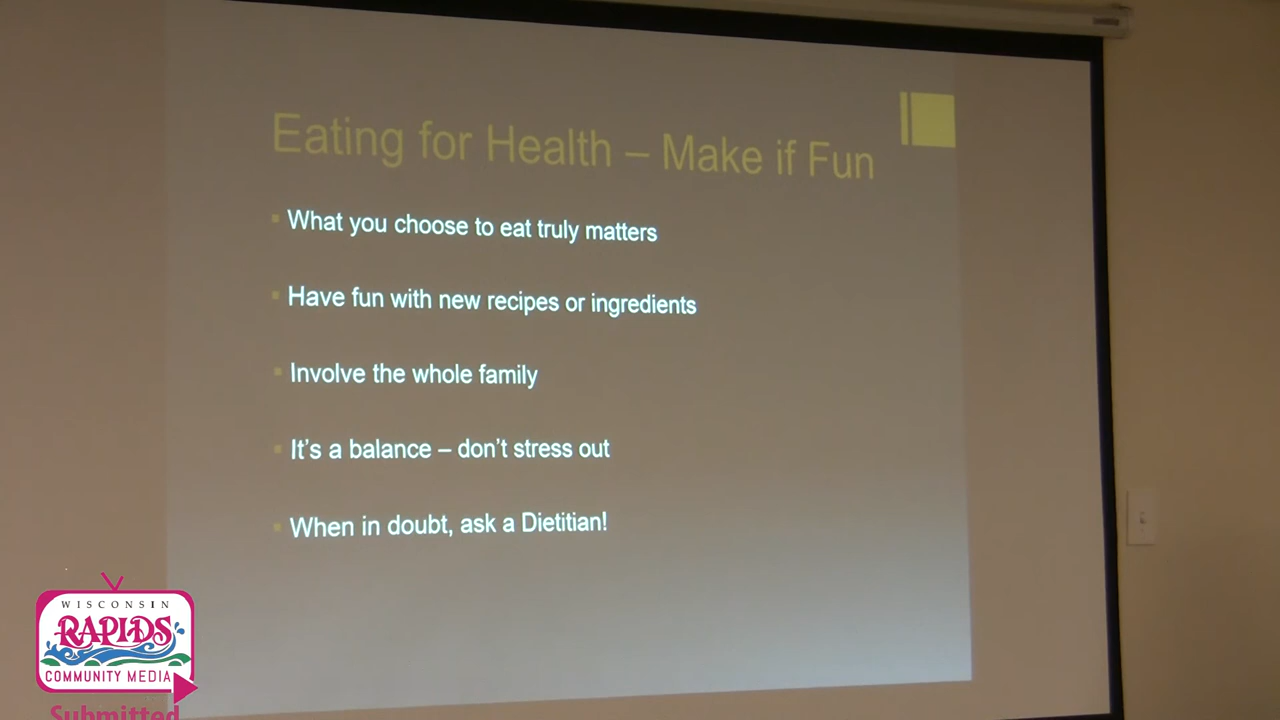 Eating for Health – Make if Fun
What you choose to eat truly matters
Have fun with new recipes or ingredients
Involve the whole family
It's a balance – don't stress out
When in doubt, ask a Dietitian!
WISCONSIN
RAPIDS
COMMUNITY MEDIA
Submitted